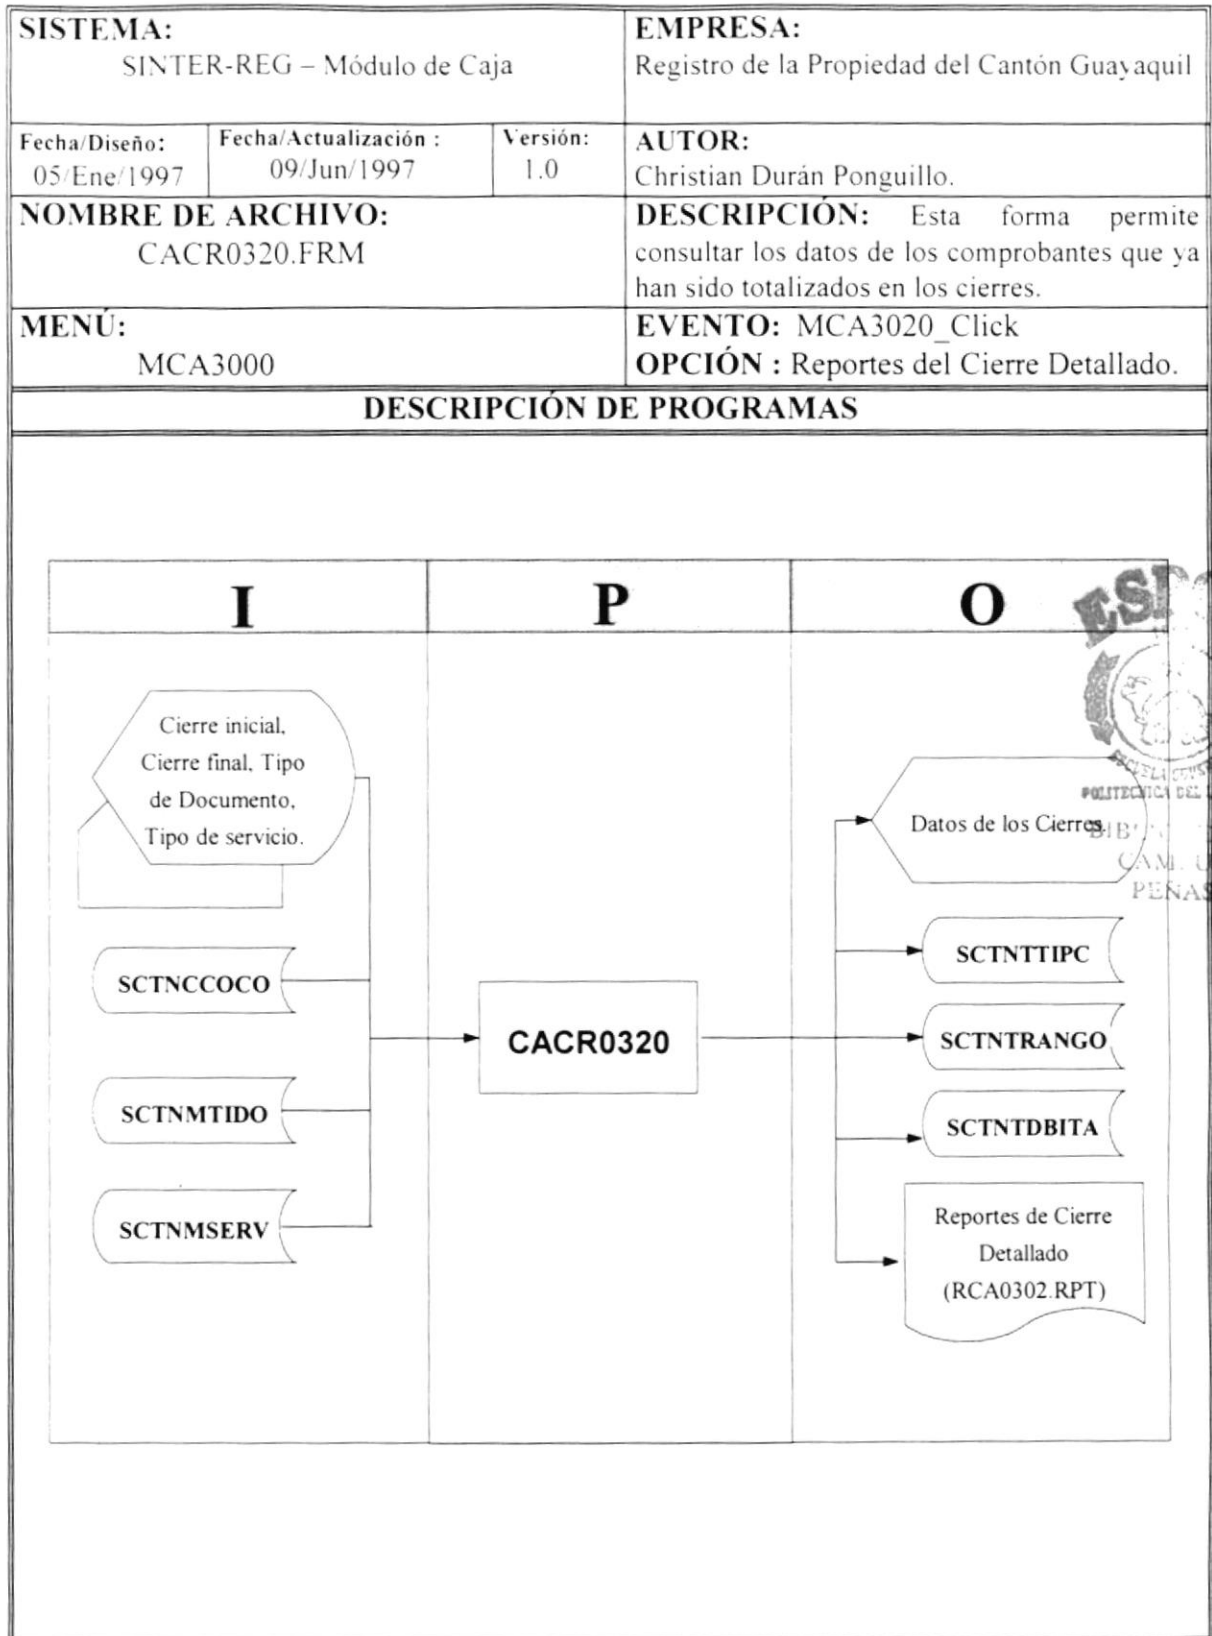 SISTEMA:
SINTER-REG – Módulo de Caja
EMPRESA:
Registro de la Propiedad del Cantón Guayaquil
Fecha/Diseño:
05/Ene/1997
Fecha/Actualización :
09/Jun/1997
Versión:
1.0
AUTOR:
Christian Durán Ponguillo.
NOMBRE DE ARCHIVO:
CACR0320.FRM
DESCRIPCIÓN: Esta forma permite
consultar los datos de los comprobantes que ya
han sido totalizados en los cierres.
MENÚ:
MCA3000
EVENTO: MCA3020_Click
OPCIÓN : Reportes del Cierre Detallado.
DESCRIPCIÓN DE PROGRAMAS
I
P
O
Cierre inicial,
Cierre final, Tipo
de Documento,
Tipo de servicio.
SCTNCCOCO
SCTNMTIDO
SCTNMSERV
CACR0320
Datos de los Cierres.
SCTNTTIPC
SCTNTRANGO
SCTNTDBITA
Reportes de Cierre
Detallado
(RCA0302.RPT)
POLITECNICA DEL